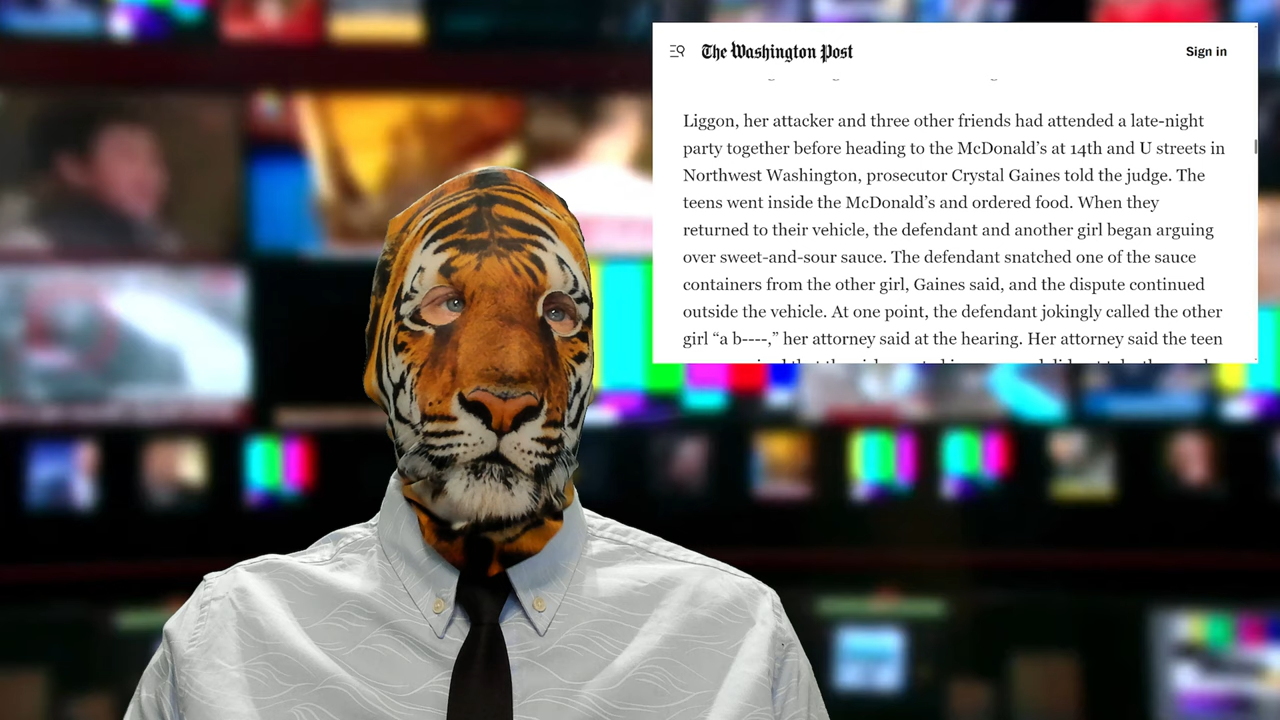 The Washington Post
Sign in
Liggon, her attacker and three other friends had attended a late-night
party together before heading to the McDonald’s at 14th and U streets in
Northwest Washington, prosecutor Crystal Gaines told the judge. The
teens went inside the McDonald’s and ordered food. When they
returned to their vehicle, the defendant and another girl began arguing
over sweet-and-sour sauce. The defendant snatched one of the sauce
containers from the other girl, Gaines said, and the dispute continued
outside the vehicle. At one point, the defendant jokingly called the other
girl “a b----,” her attorney said at the hearing. Her attorney said the teen